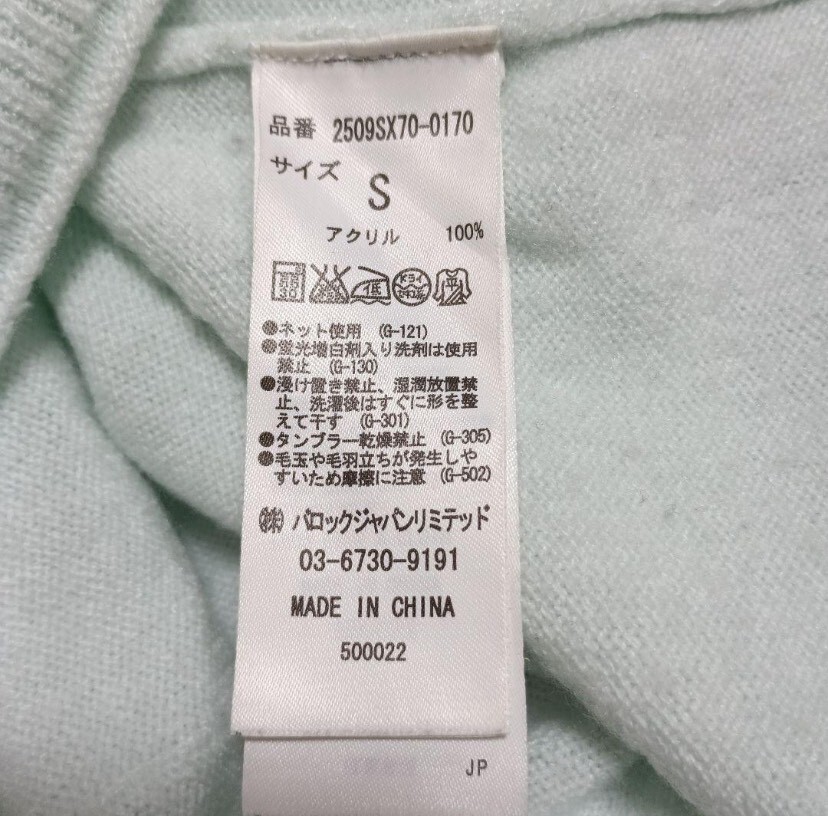 品番 2509SX70-0170
サイズ
S
アクリル 100%
低
●ネット使用 (G-121)
●蛍光増白剤入り洗剤は使用
禁止 (G-130)
●浸け置き禁止、湿潤放置禁
止、洗濯後はすぐに形を整
えて干す (G-301)
●タンブラー乾燥禁止 (G-305)
●毛玉や毛羽立ちが発生しや
すいため摩擦に注意 (G-502)
㈱ バロックジャパンリミテッド
03-6730-9191
MADE IN CHINA
500022
JP